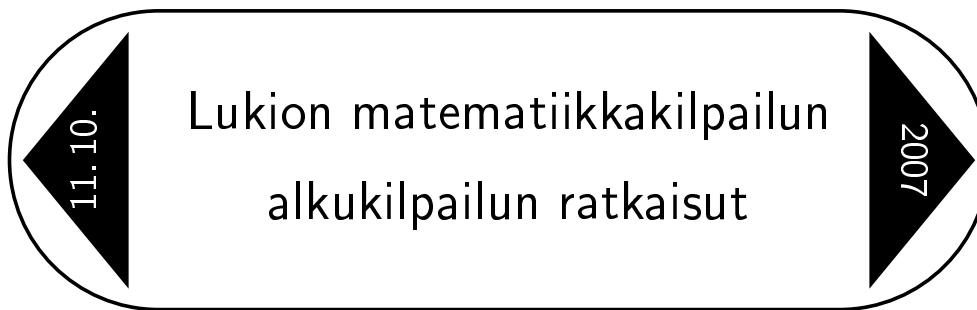 11.10.
Lukion matematiikkakilpailun
alkukilpailun ratkaisut
2007